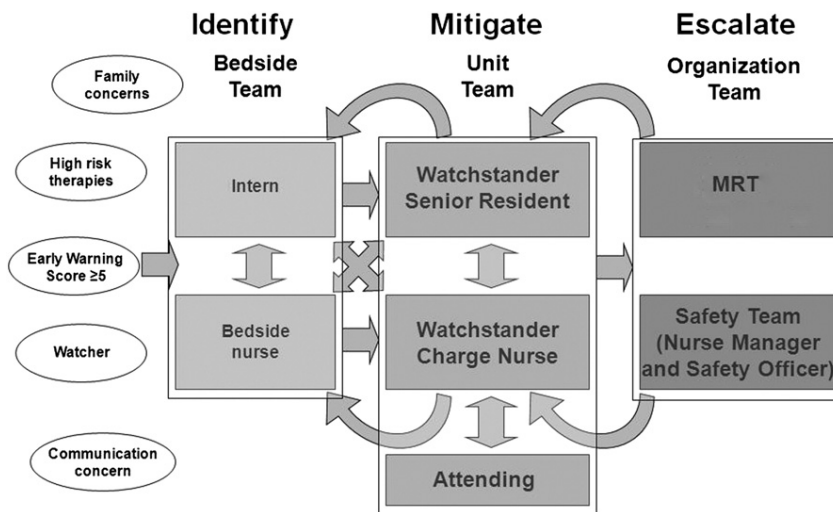 Identify
Bedside
Team
Mitigate
Unit
Team
Escalate
Organization
Team
Family
concerns
High risk
therapies
Early Warning
Score ≥5
Watcher
Communication
concern
Intern
Bedside
nurse
Watchstander
Senior Resident
Watchstander
Charge Nurse
Attending
MRT
Safety Team
(Nurse Manager
and Safety Officer)